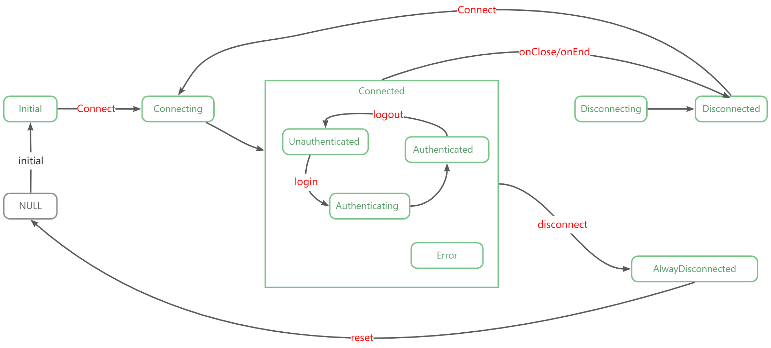 Connect
onClose/onEnd
Connected
Initial
Connect
Connecting
Disconnecting
Disconnected
logout
Unauthenticated
Authenticated
initial
login
NULL
Authenticating
disconnect
Error
AlwayDisconnected
reset